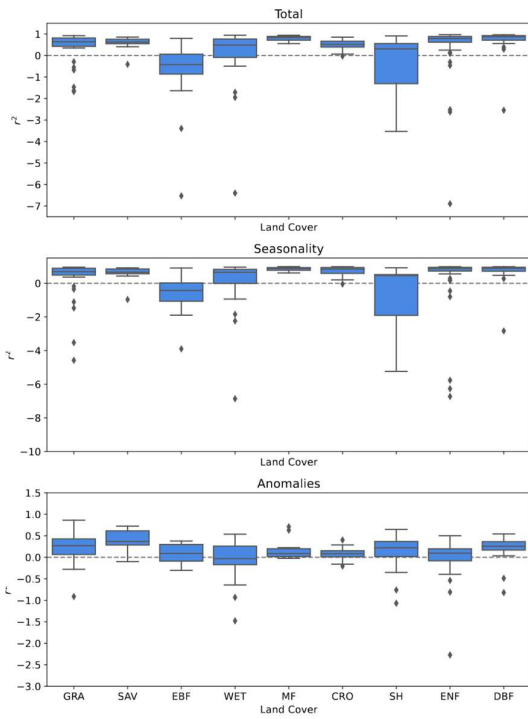 Total
1
0
−1
−2
−3
−4
−5
−6
−7
r²
Land Cover
Seasonality
0
−2
−4
−6
−8
−10
r²
Land Cover
Anomalies
1.5
1.0
0.5
0.0
−0.5
−1.0
−1.5
−2.0
−2.5
−3.0
GRA SAV EBF WET MF CRO SH ENF DBF
Land Cover